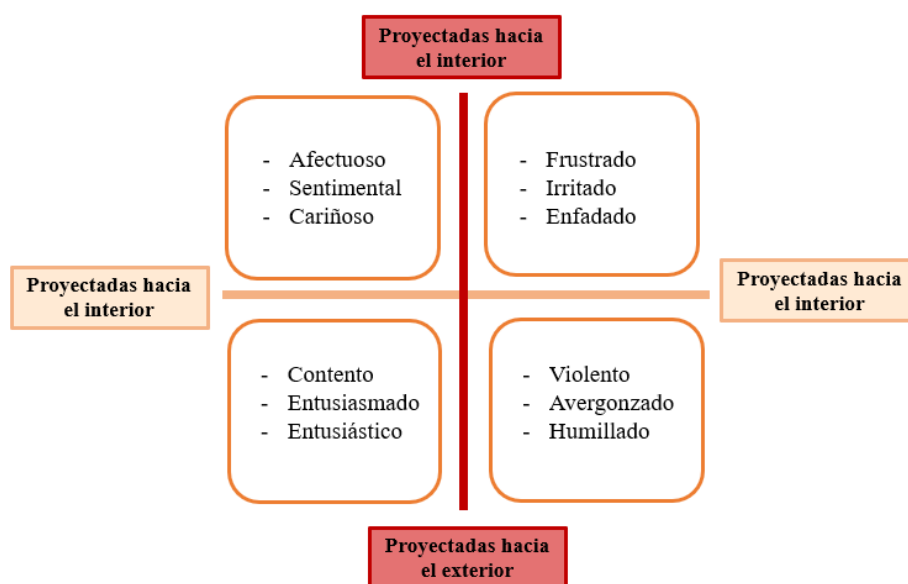 Proyectadas hacia
el interior
- Afectuoso
- Sentimental
- Cariñoso
- Frustrado
- Irritado
- Enfadado
Proyectadas hacia
el interior
Proyectadas hacia
el interior
- Contento
- Entusiasmado
- Entusiástico
- Violento
- Avergonzado
- Humillado
Proyectadas hacia
el exterior